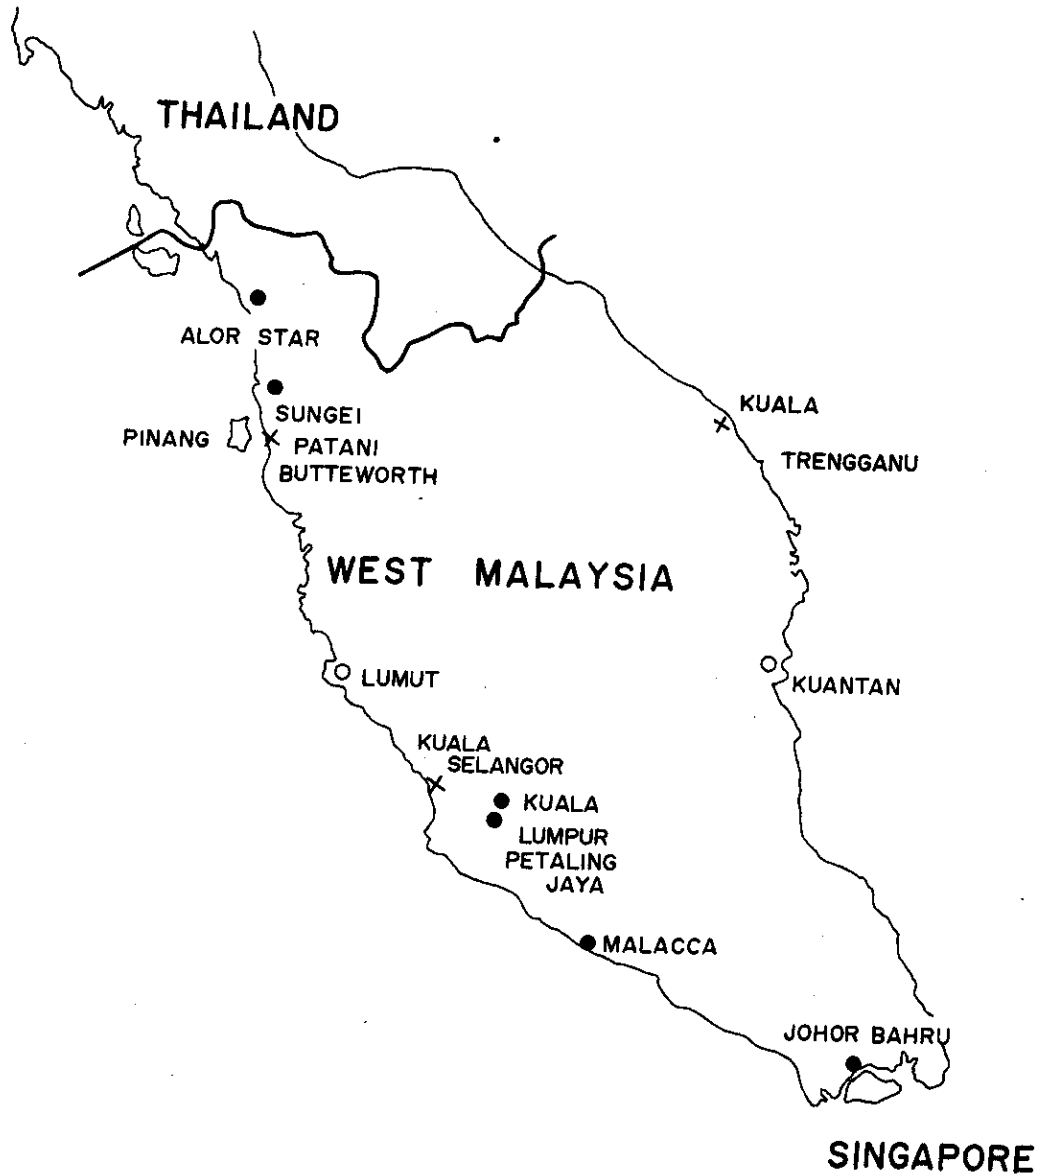 THAILAND
ALOR STAR
SUNGEI
PINANG
PATANI
BUTTEWORTH
KUALA
TRENGGANU
WEST MALAYSIA
LUMUT
KUANTAN
KUALA
SELANGOR
KUALA
LUMPUR
PETALING
JAYA
MALACCA
JOHOR BAHRU
SINGAPORE